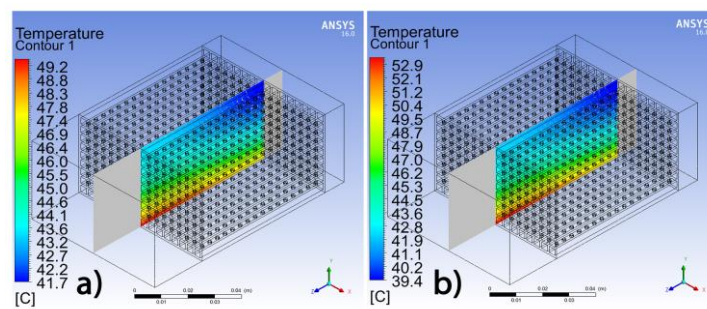 Temperature
Contour 1
ANSYS
16.0
49.2
48.8
48.3
47.8
47.4
46.9
46.4
46.0
45.5
45.0
44.6
44.1
43.6
43.2
42.7
42.2
41.7
[C]
a)
0
0.02
0.04
(m)
0.01
0.03
Y
Z
X
Temperature
Contour 1
ANSYS
16.0
52.9
52.1
51.2
50.4
49.5
48.7
47.9
47.0
46.2
45.3
44.5
43.6
42.8
41.9
41.1
40.2
39.4
[C]
b)
0
0.02
0.04
(m)
0.01
0.03
Y
Z
X